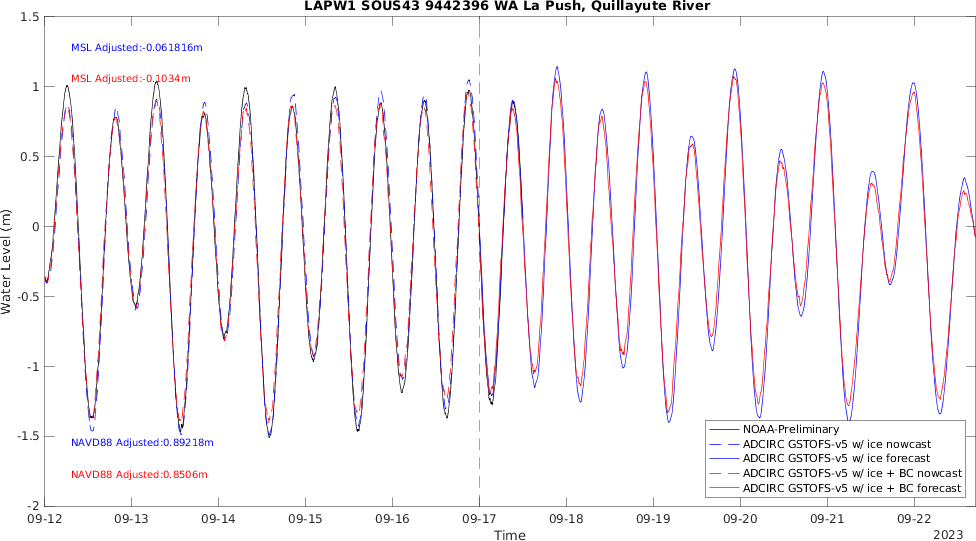 LAPW1 SOUS43 9442396 WA La Push, Quillayute River
1.5
1
0.5
0
-0.5
-1
-1.5
-2
Water Level (m)
MSL Adjusted:-0.061816m
MSL Adjusted:-0.1034m
NAVD88 Adjusted:0.89218m
NAVD88 Adjusted:0.8506m
NOAA-Preliminary
ADCIRC GSTOFS-v5 w/ ice nowcast
ADCIRC GSTOFS-v5 w/ ice forecast
ADCIRC GSTOFS-v5 w/ ice + BC nowcast
ADCIRC GSTOFS-v5 w/ ice + BC forecast
09-12 09-13 09-14 09-15 09-16 09-17 09-18 09-19 09-20 09-21 09-22
Time
2023